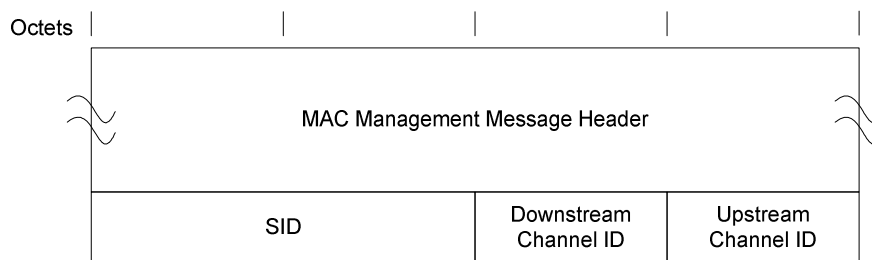 Octets
MAC Management Message Header
SID
Downstream
Channel ID
Upstream
Channel ID